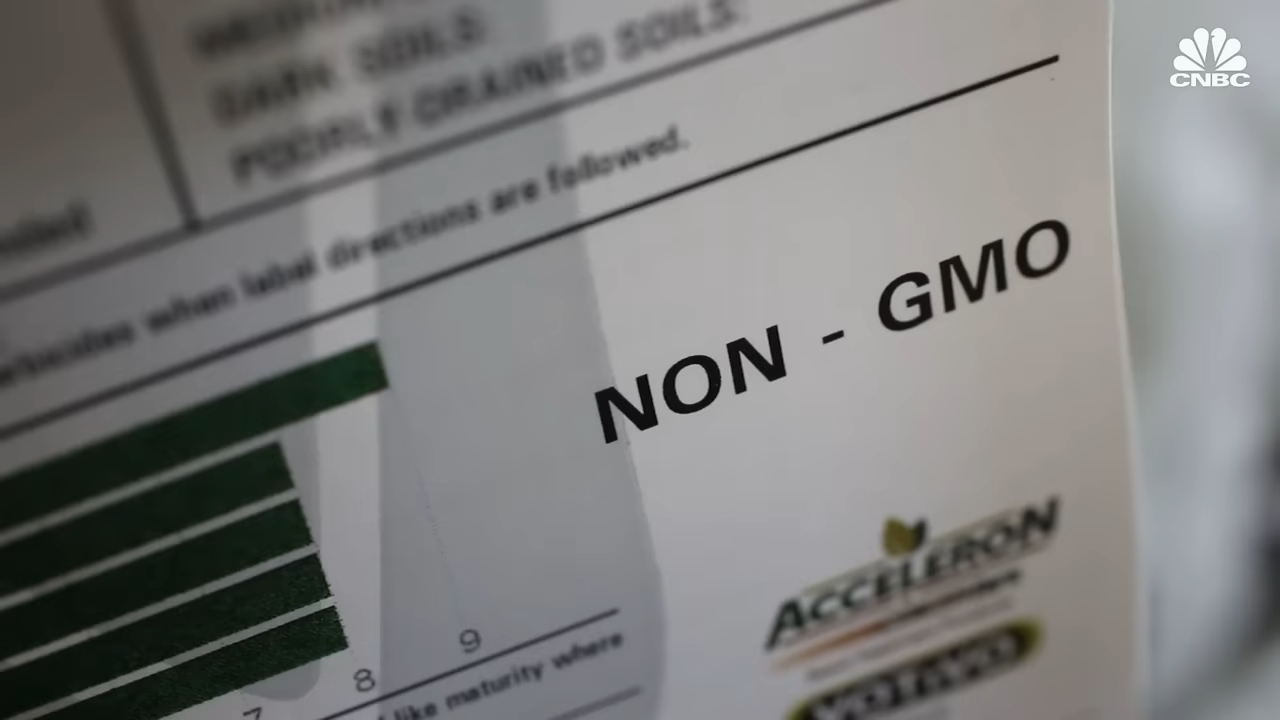 CNBC
DARK SOILS:
POORLY DRAINED SOILS:
when label directions are followed.
NON - GMO
ACCELERON
9
8
7
like maturity where
VOTIVO